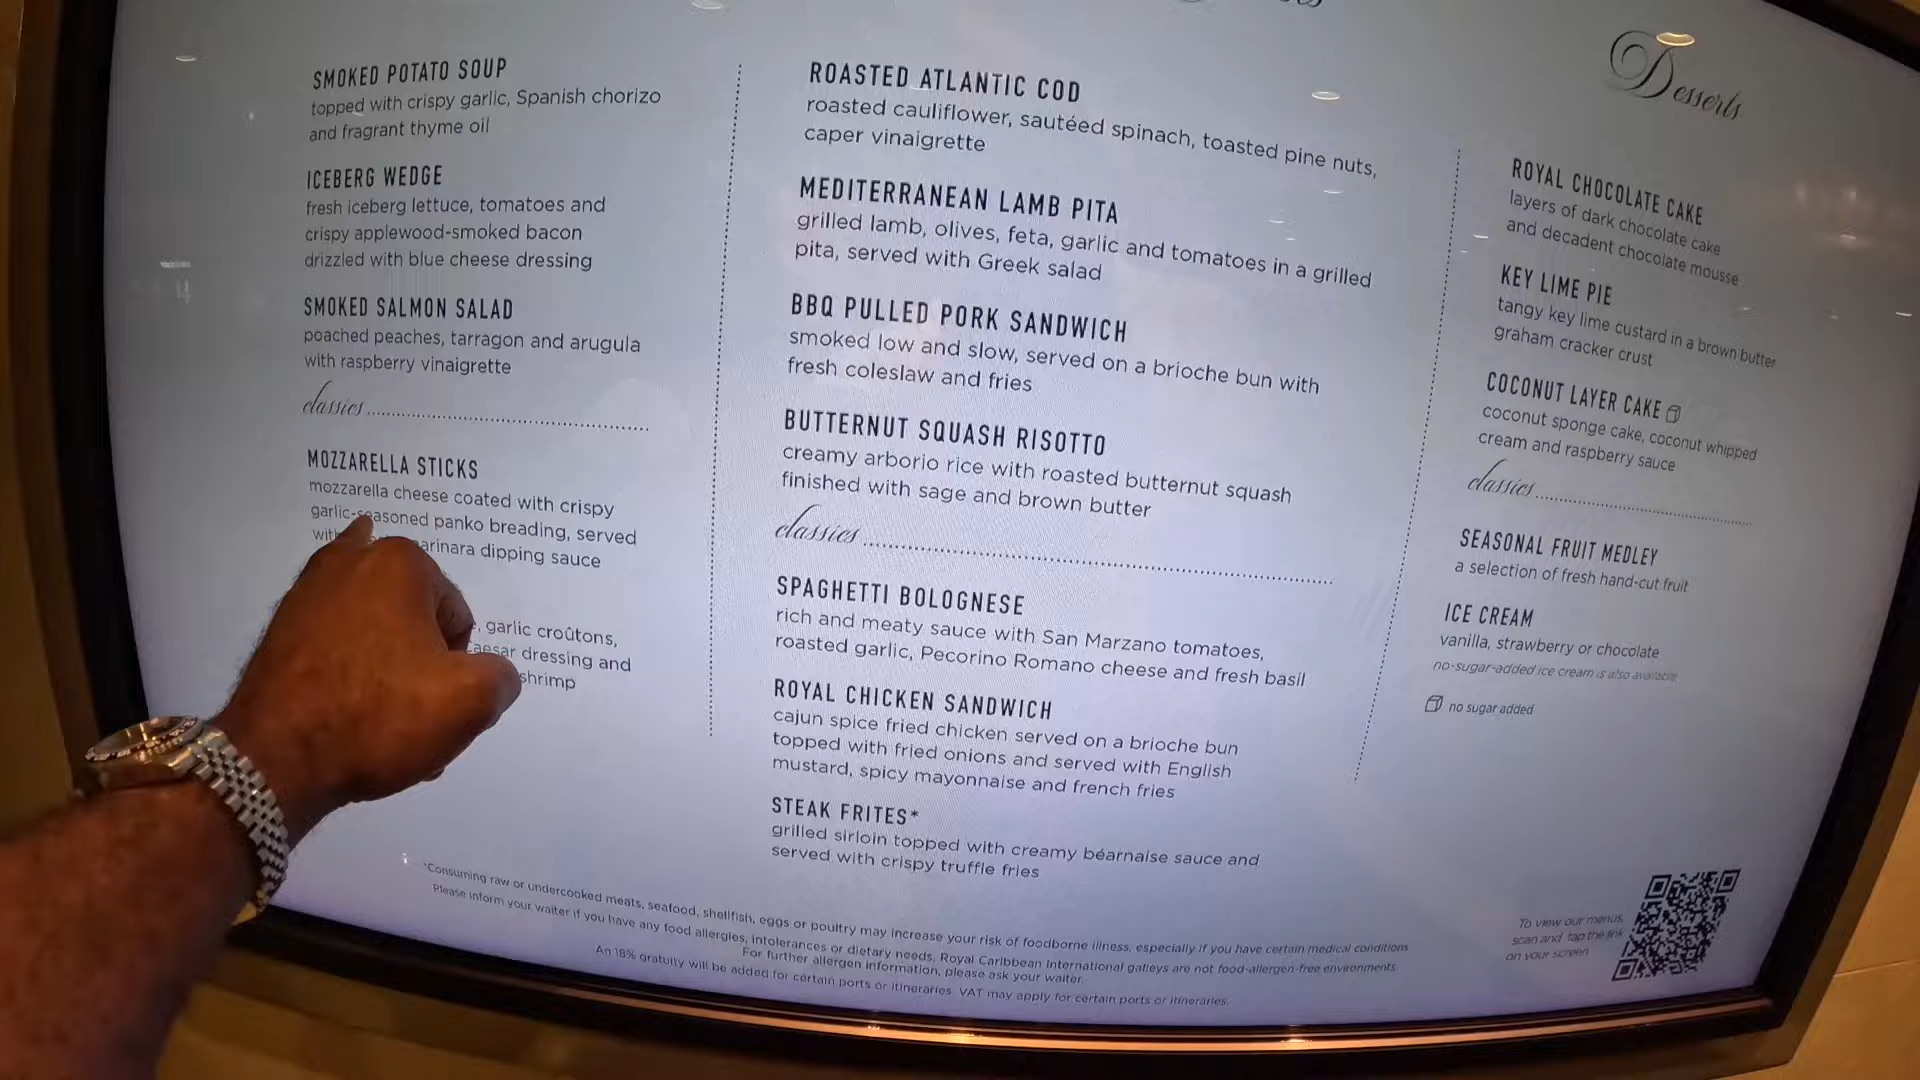 SMOKED POTATO SOUP
topped with crispy garlic, Spanish chorizo
and fragrant thyme oil
ICEBERG WEDGE
fresh iceberg lettuce, tomatoes and
crispy applewood-smoked bacon
drizzled with blue cheese dressing
SMOKED SALMON SALAD
poached peaches, tarragon and arugula
with raspberry vinaigrette
classics
MOZZARELLA STICKS
mozzarella cheese coated with crispy
garlic-seasoned panko breading, served
with marinara dipping sauce
garlic croûtons,
Caesar dressing and
shrimp
ROASTED ATLANTIC COD
roasted cauliflower, sautéed spinach, toasted pine nuts,
caper vinaigrette
MEDITERRANEAN LAMB PITA
grilled lamb, olives, feta, garlic and tomatoes in a grilled
pita, served with Greek salad
BBQ PULLED PORK SANDWICH
smoked low and slow, served on a brioche bun with
fresh coleslaw and fries
BUTTERNUT SQUASH RISOTTO
creamy arborio rice with roasted butternut squash
finished with sage and brown butter
classics
SPAGHETTI BOLOGNESE
rich and meaty sauce with San Marzano tomatoes,
roasted garlic, Pecorino Romano cheese and fresh basil
ROYAL CHICKEN SANDWICH
cajun spice fried chicken served on a brioche bun
topped with fried onions and served with English
mustard, spicy mayonnaise and french fries
STEAK FRITES*
grilled sirloin topped with creamy béarnaise sauce and
served with crispy truffle fries
Desserts
ROYAL CHOCOLATE CAKE
layers of dark chocolate cake
and decadent chocolate mousse
KEY LIME PIE
tangy key lime custard in a brown butter
graham cracker crust
COCONUT LAYER CAKE
coconut sponge cake, coconut whipped
cream and raspberry sauce
classics
SEASONAL FRUIT MEDLEY
a selection of fresh hand-cut fruit
ICE CREAM
vanilla, strawberry or chocolate
no-sugar-added ice cream is also available
no sugar added
To view our menus,
scan and tap the link
on your screen
*Consuming raw or undercooked meats, seafood, shellfish, eggs or poultry may increase your risk of foodborne illness, especially if you have certain medical conditions
Please inform your waiter if you have any food allergies, intolerances or dietary needs. Royal Caribbean International galleys are not food-allergen-free environments.
For further allergen information, please ask your waiter.
An 18% gratuity will be added for certain ports or itineraries. VAT may apply for certain ports or itineraries.